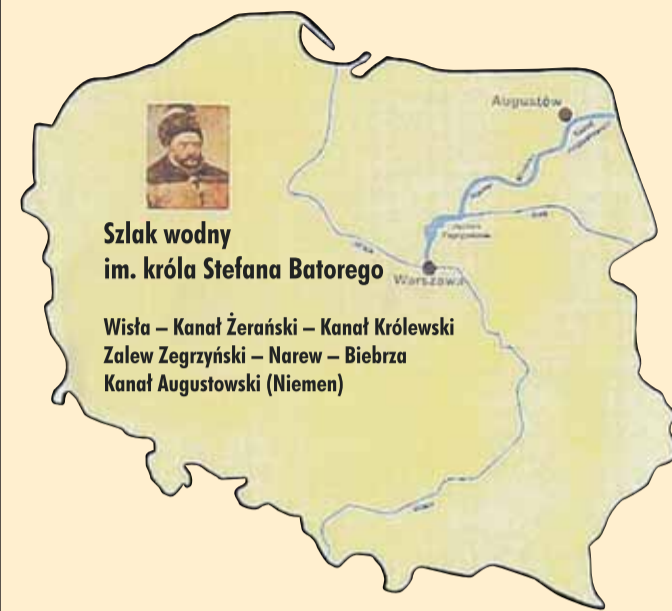 Augustów
Szlak wodny
im. króla Stefana Batorego
Warszawa
Wisła – Kanał Żerański – Kanał Królewski
Zalew Zegrzyński – Narew – Biebrza
Kanał Augustowski (Niemen)